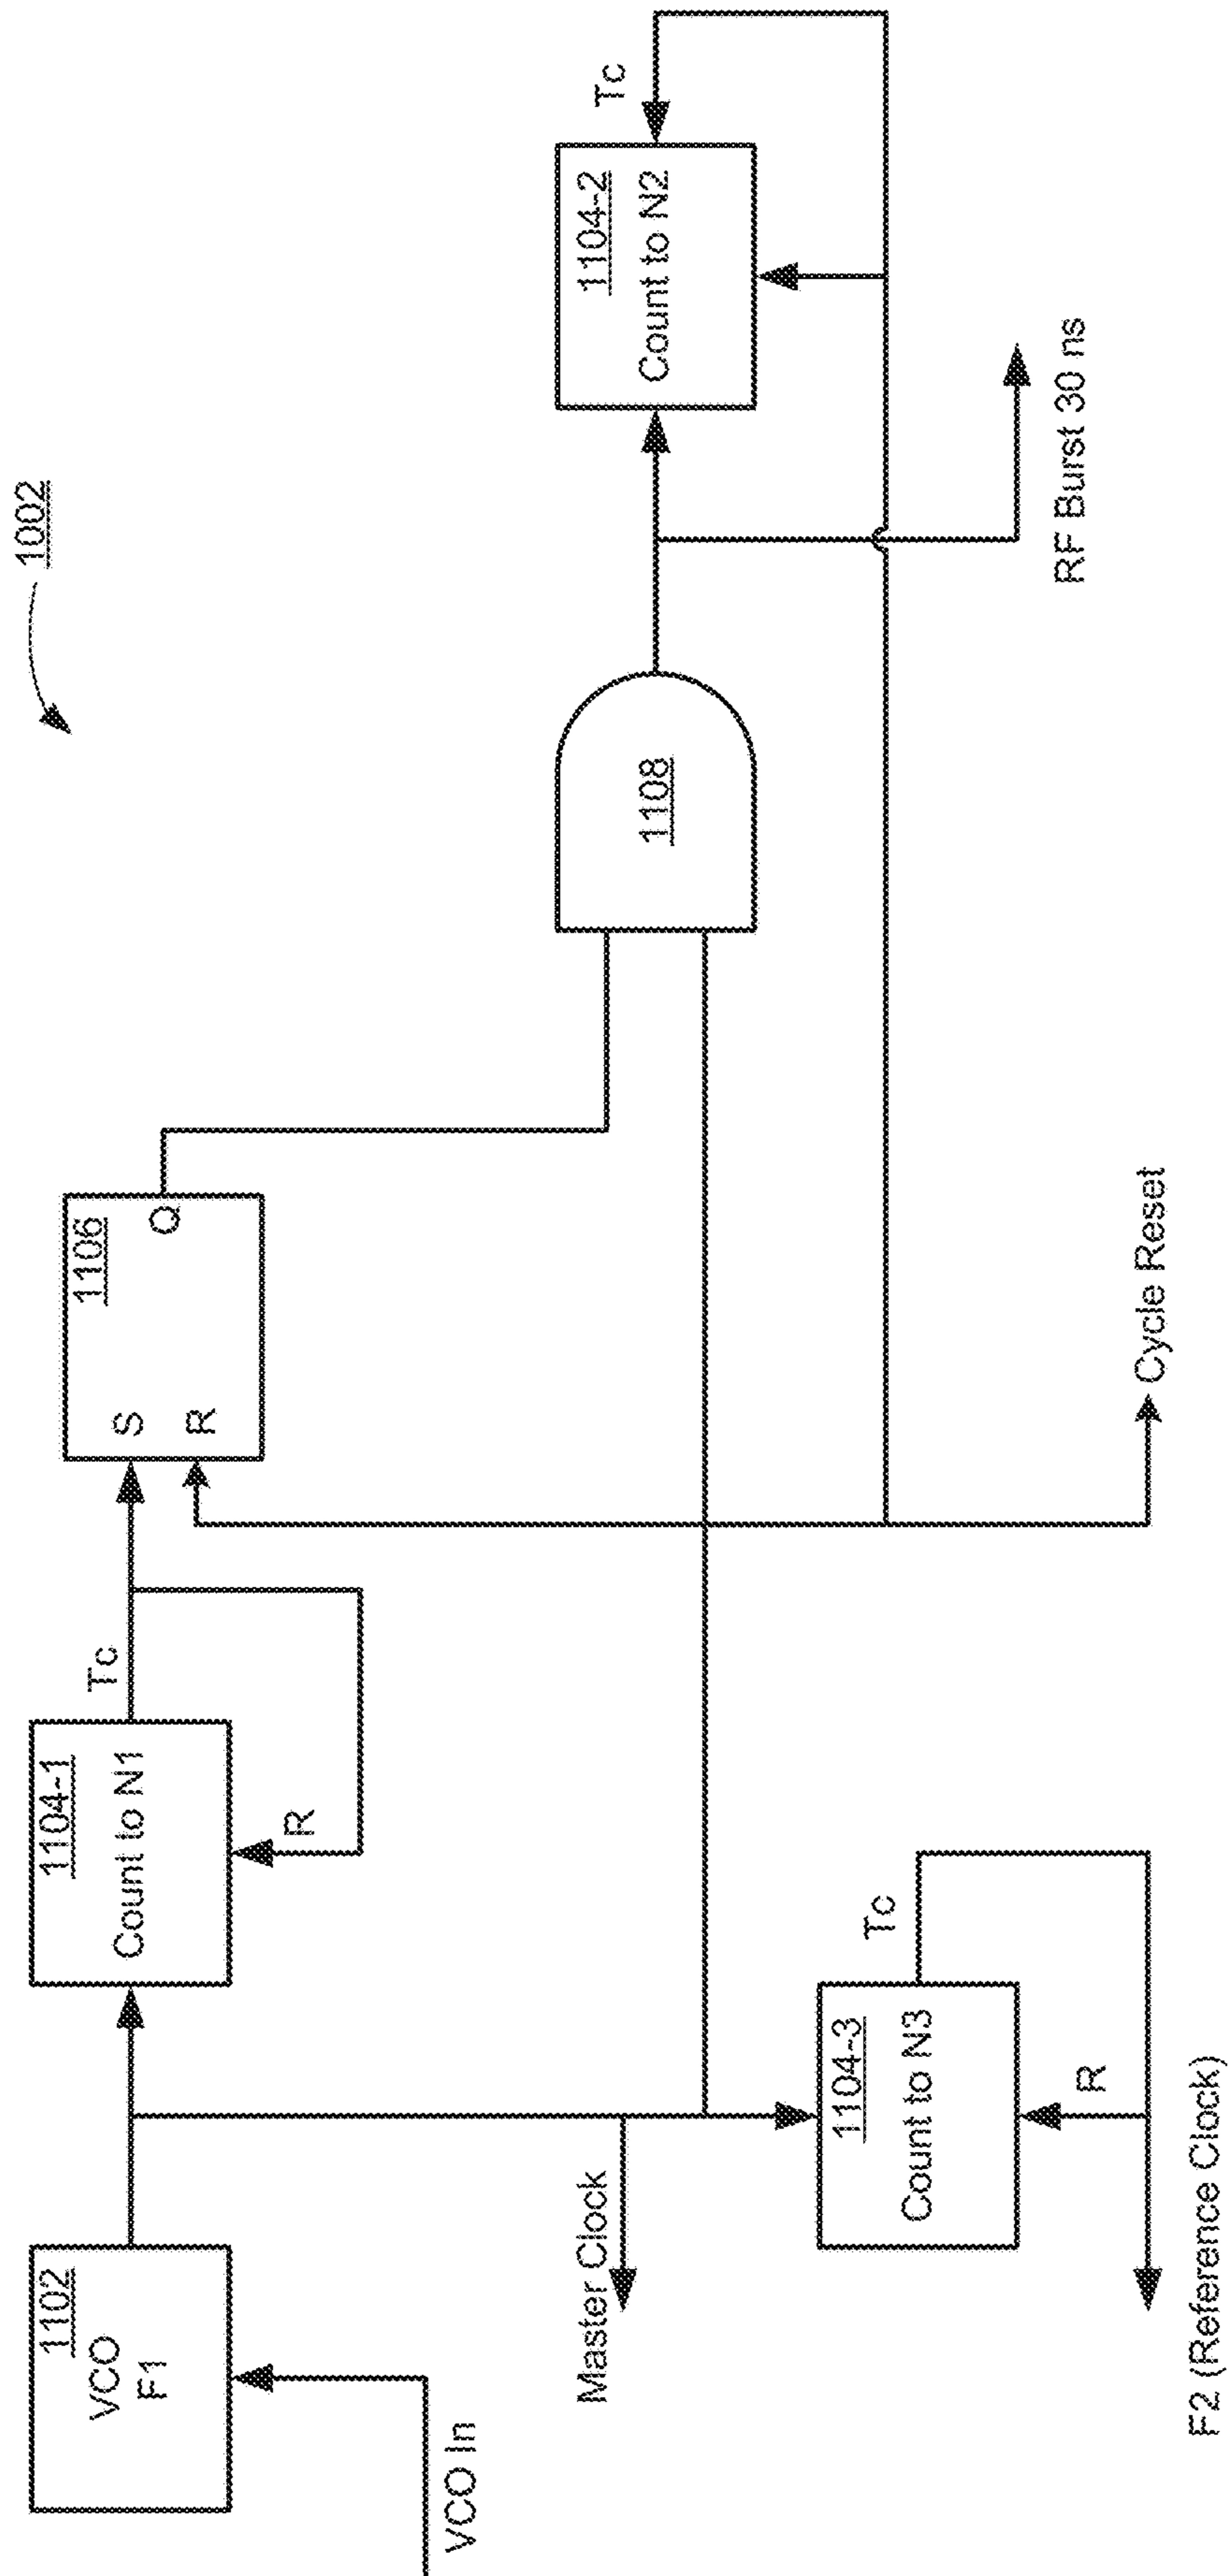 1002
1102
VCO
F1
VCO In
1104-1
Count to N1
Tc
R
1106
S
R
Q
Master Clock
1108
1104-2
Count to N2
Tc
RF Burst 30 ns
1104-3
Count to N3
Tc
R
Cycle Reset
F2 (Reference Clock)